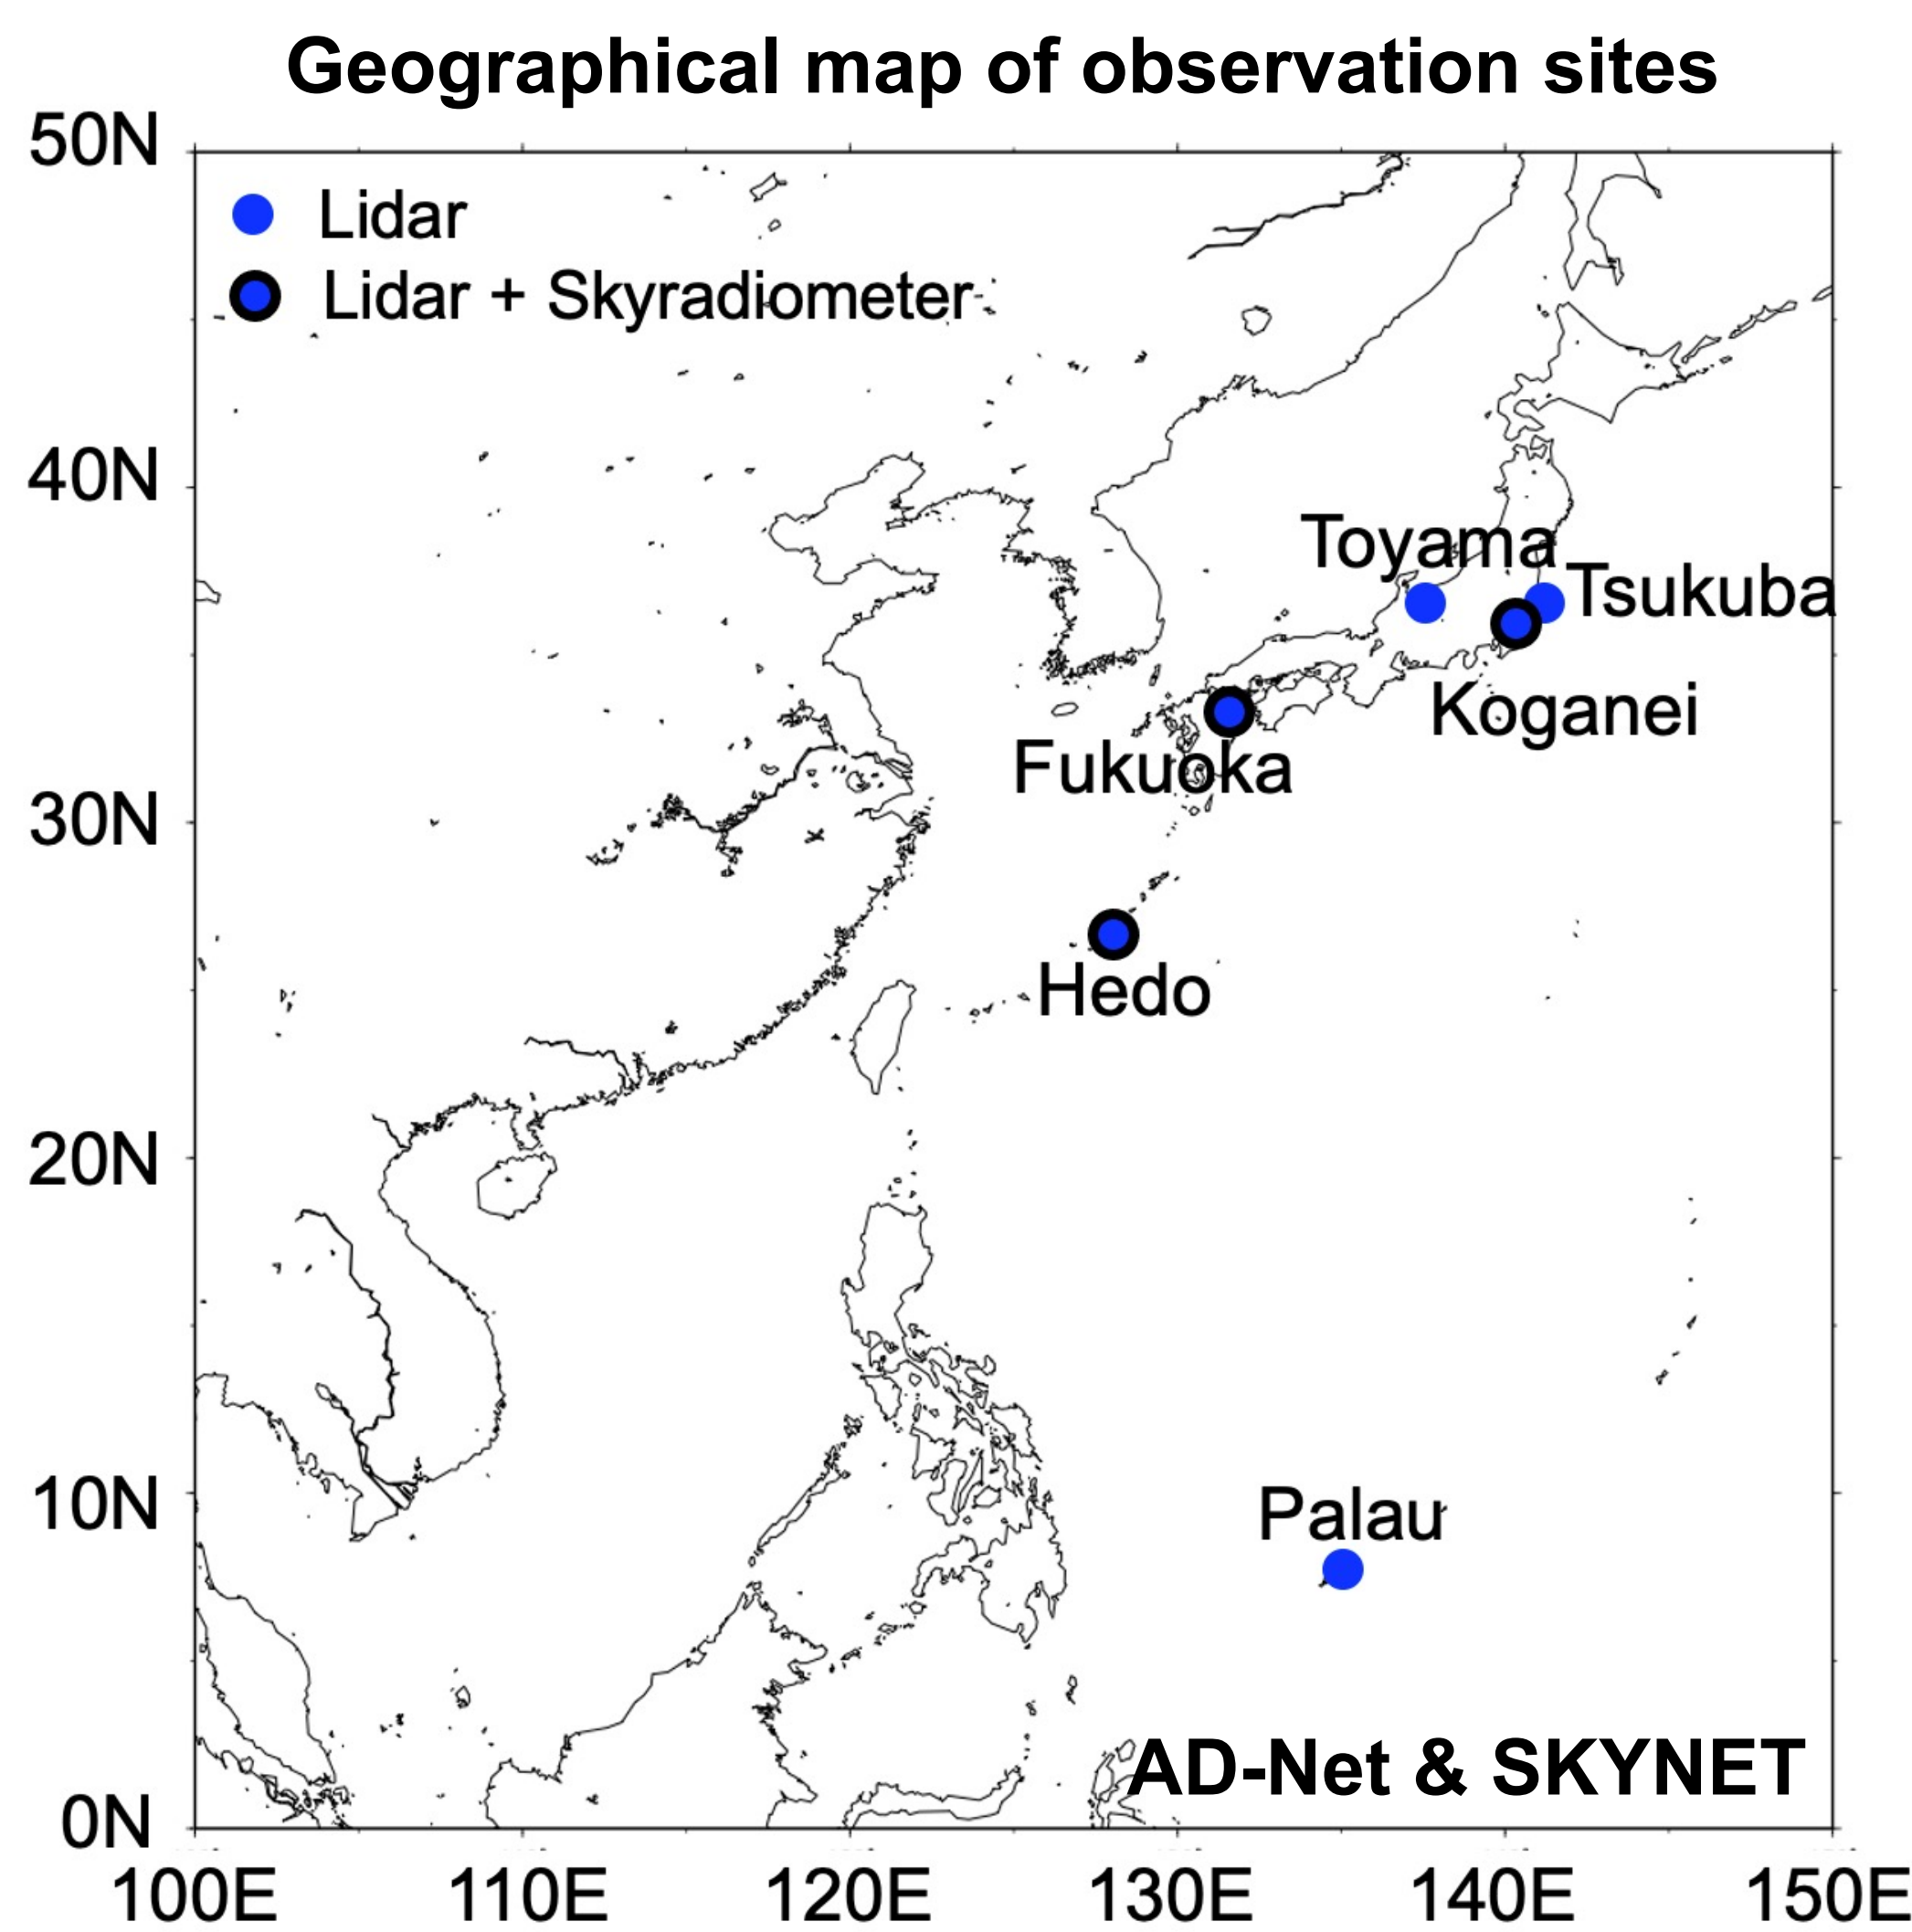 Geographical map of observation sites
50N
Lidar
Lidar + Skyradiometer
40N
Toyama
Tsukuba
Koganei
Fukuoka
30N
Hedo
20N
10N
Palau
AD-Net & SKYNET
0N
100E 110E 120E 130E 140E 150E